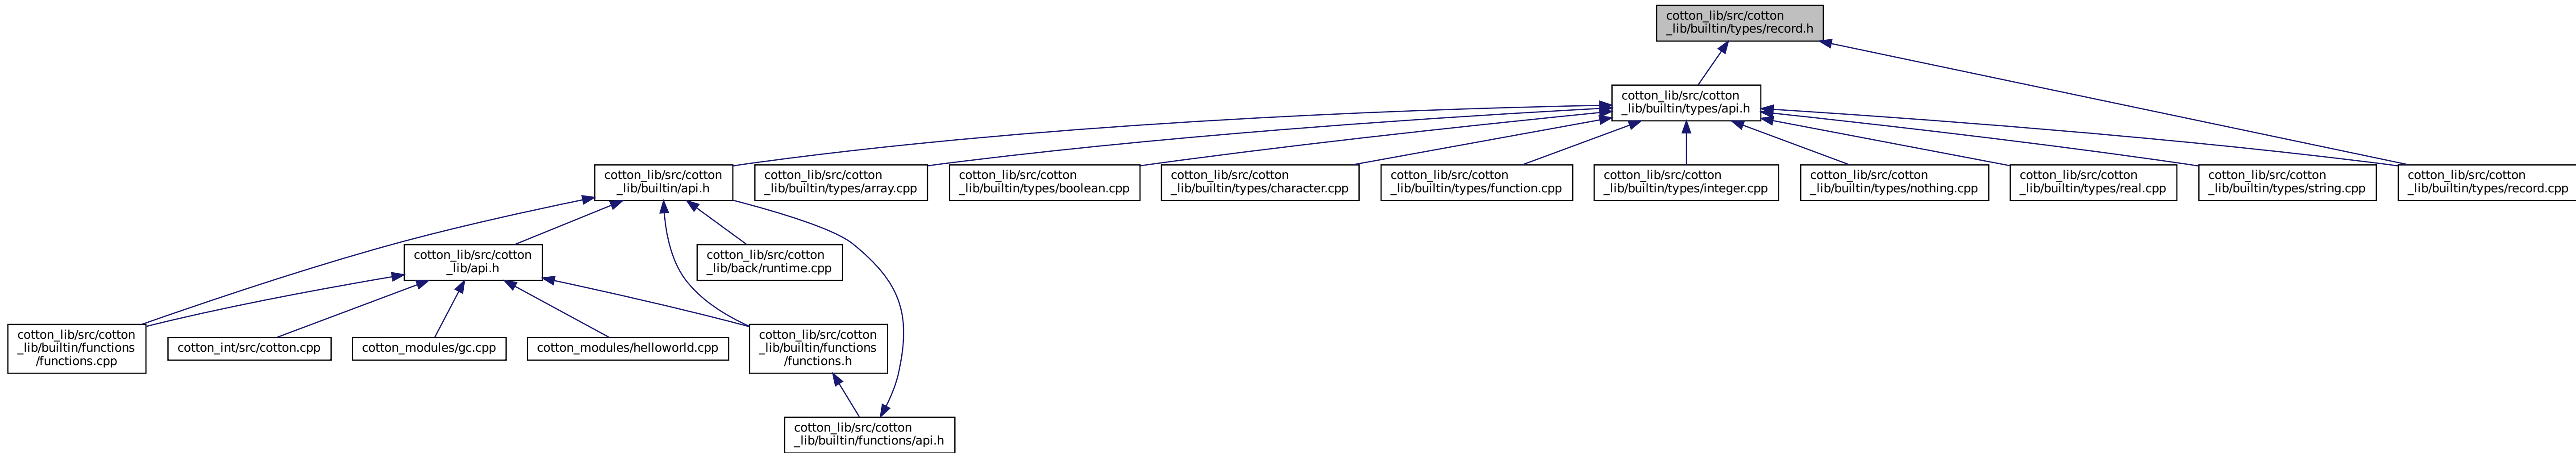 cotton_lib/src/cotton
_lib/builtin/types/record.h
cotton_lib/src/cotton
_lib/builtin/types/api.h
cotton_lib/src/cotton
_lib/builtin/api.h
cotton_lib/src/cotton
_lib/builtin/types/array.cpp
cotton_lib/src/cotton
_lib/builtin/types/boolean.cpp
cotton_lib/src/cotton
_lib/builtin/types/character.cpp
cotton_lib/src/cotton
_lib/builtin/types/function.cpp
cotton_lib/src/cotton
_lib/builtin/types/integer.cpp
cotton_lib/src/cotton
_lib/builtin/types/nothing.cpp
cotton_lib/src/cotton
_lib/builtin/types/real.cpp
cotton_lib/src/cotton
_lib/builtin/types/string.cpp
cotton_lib/src/cotton
_lib/builtin/types/record.cpp
cotton_lib/src/cotton
_lib/api.h
cotton_lib/src/cotton
_lib/back/runtime.cpp
cotton_lib/src/cotton
_lib/builtin/functions
/functions.cpp
cotton_int/src/cotton.cpp
cotton_modules/gc.cpp
cotton_modules/helloworld.cpp
cotton_lib/src/cotton
_lib/builtin/functions
/functions.h
cotton_lib/src/cotton
_lib/builtin/functions/api.h